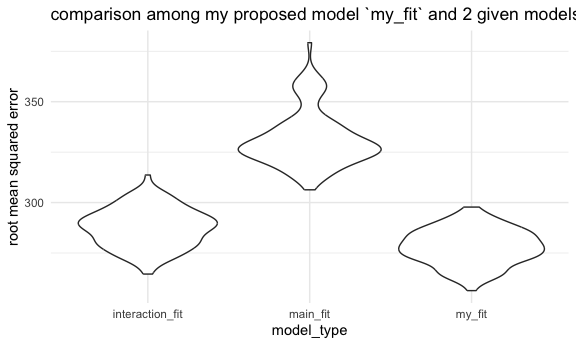 comparison among my proposed model `my_fit` and 2 given models
root mean squared error
350
300
interaction_fit main_fit my_fit
model_type